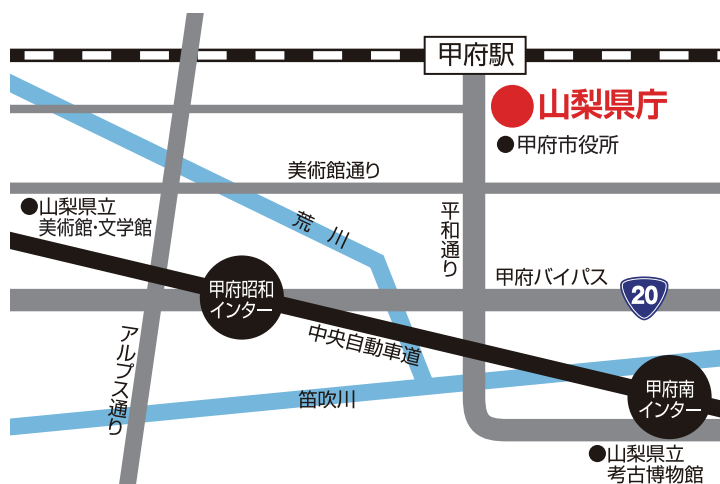 甲府駅
山梨県庁
甲府市役所
美術館通り
山梨県立
美術館・文学館
荒川
平和通り
甲府バイパス
20
甲府昭和
インター
中央自動車道
アルプス通り
笛吹川
甲府南
インター
山梨県立
考古博物館